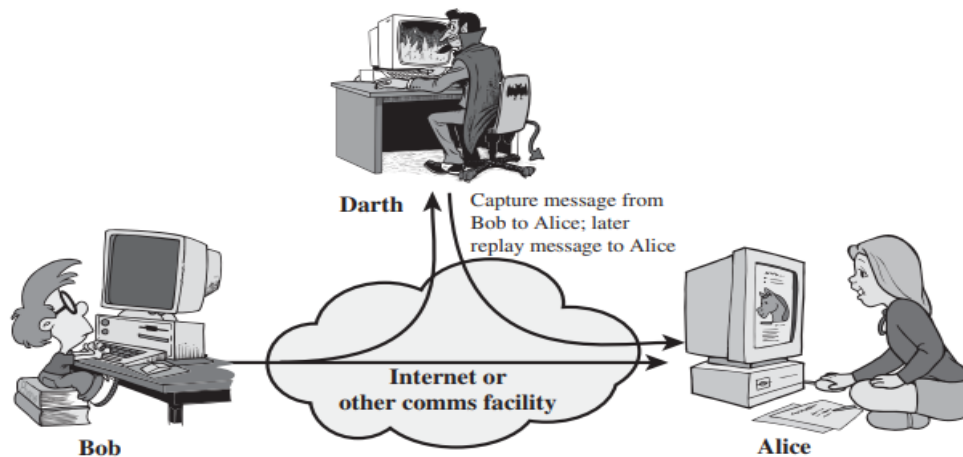 Darth
Capture message from
Bob to Alice; later
replay message to Alice
Internet or
other comms facility
Bob
Alice